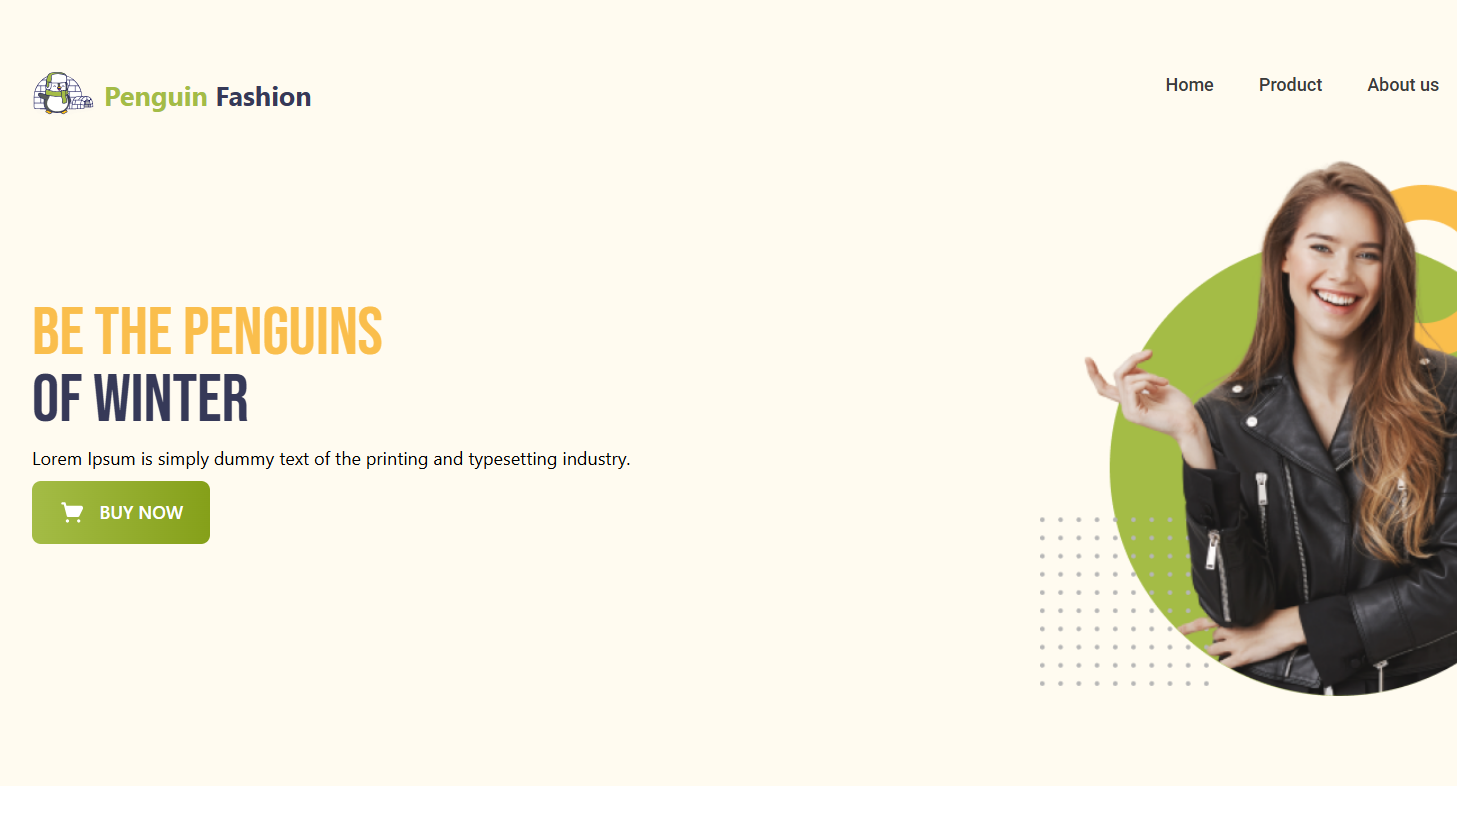 Penguin Fashion
Home Product About us
BE THE PENGUINS
OF WINTER
Lorem Ipsum is simply dummy text of the printing and typesetting industry.
BUY NOW